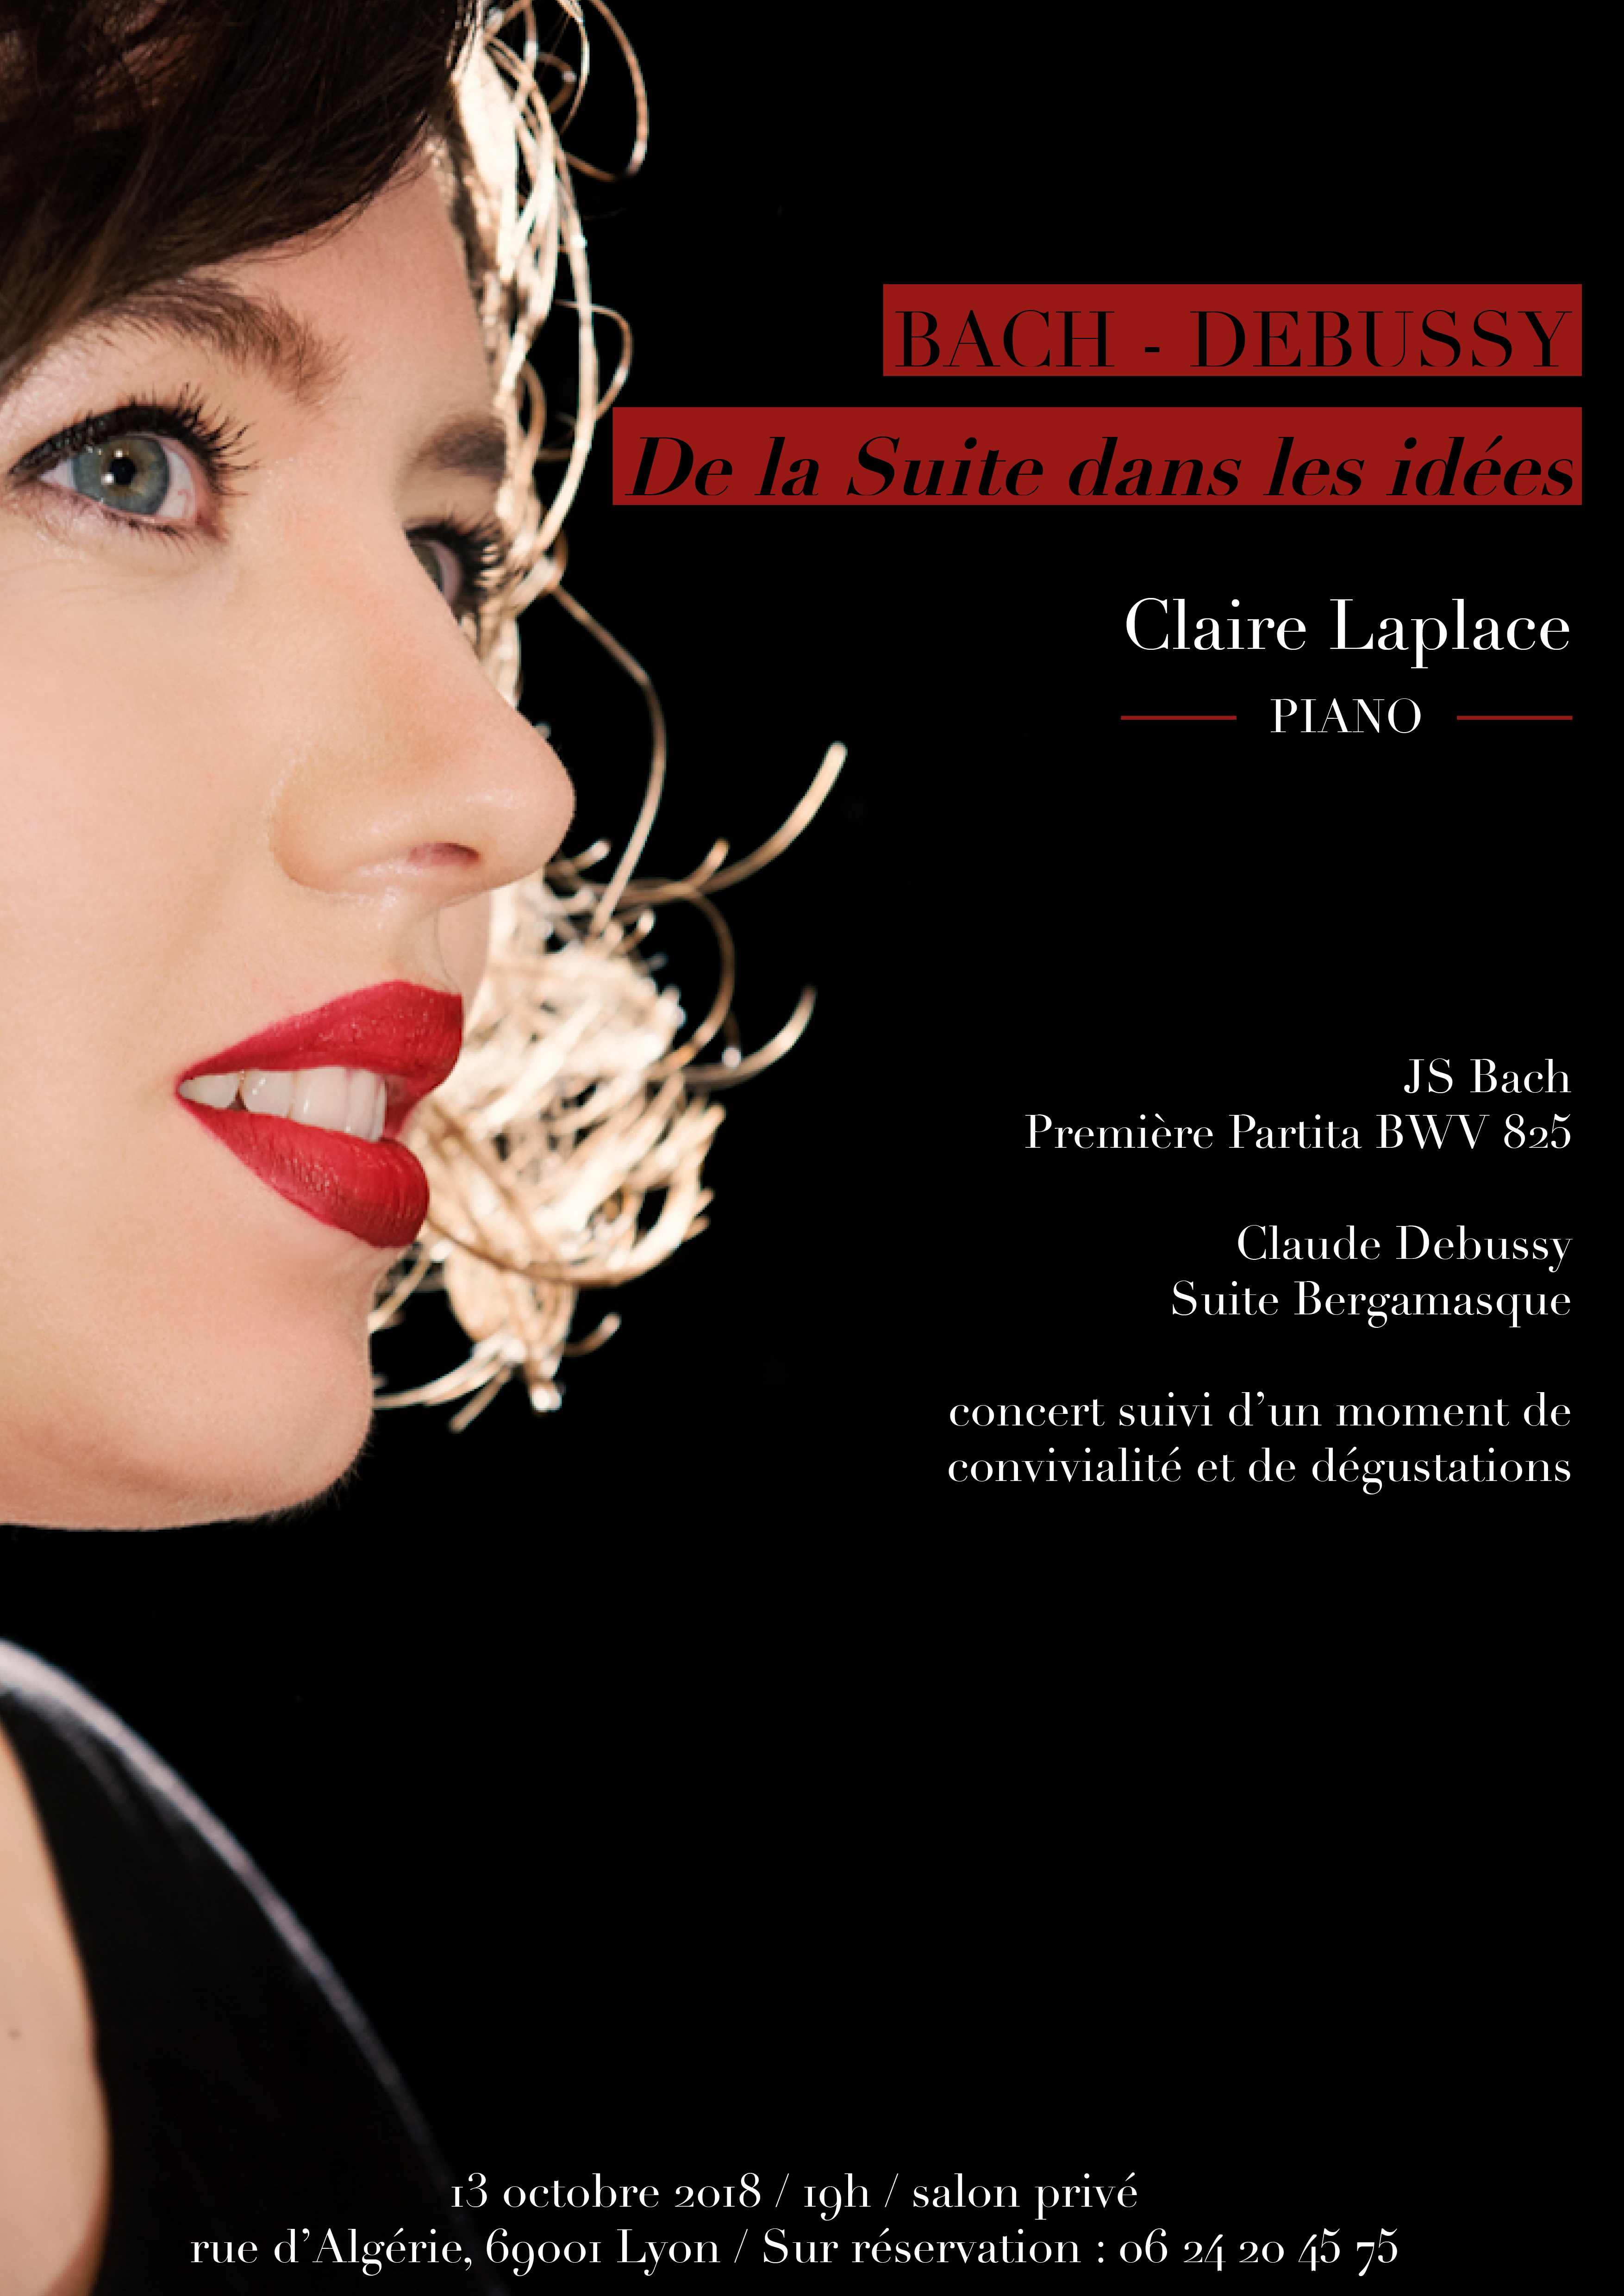 BACH - DEBUSSY
De la Suite dans les idées
Claire Laplace
PIANO
JS Bach
Première Partita BWV 825
Claude Debussy
Suite Bergamasque
concert suivi d’un moment de
convivialité et de dégustations
13 octobre 2018 / 19h / salon privé
rue d’Algérie, 69001 Lyon / Sur réservation : 06 24 20 45 75